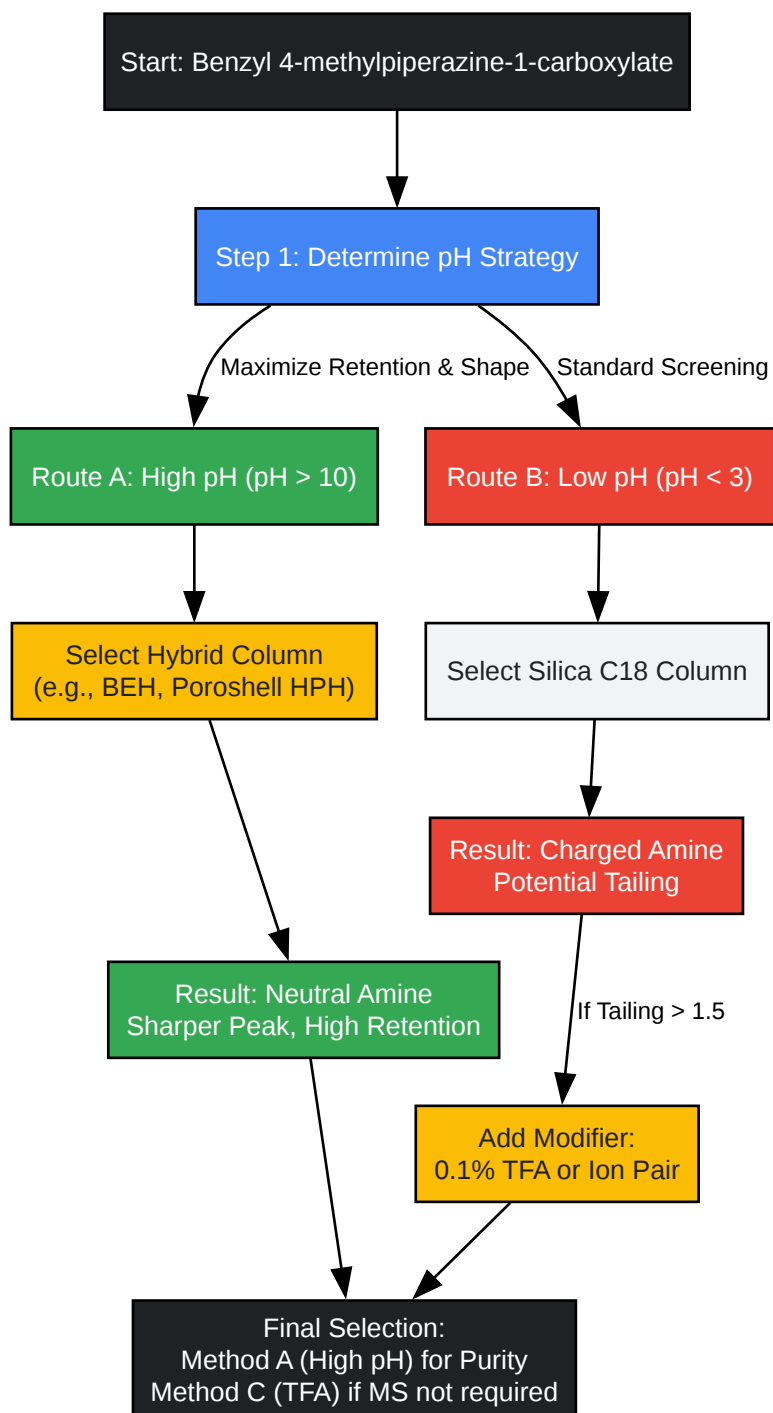 Start: Benzyl 4-methylpiperazine-1-carboxylate
Step 1: Determine pH Strategy
Maximize Retention & Shape
Standard Screening
Route A: High pH (pH > 10)
Route B: Low pH (pH < 3)
Select Hybrid Column
(e.g., BEH, Poroshell HPH)
Select Silica C18 Column
Result: Charged Amine
Potential Tailing
Result: Neutral Amine
Sharper Peak, High Retention
If Tailing > 1.5
Add Modifier:
0.1% TFA or Ion Pair
Final Selection:
Method A (High pH) for Purity
Method C (TFA) if MS not required